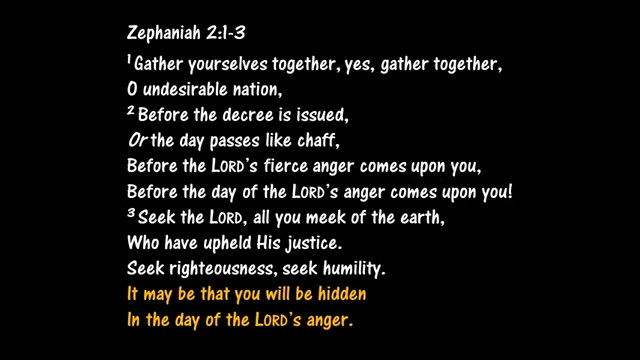 Zephaniah 2:1-3
¹ Gather yourselves together, yes, gather together,
O undesirable nation,
² Before the decree is issued,
Or the day passes like chaff,
Before the LORD's fierce anger comes upon you,
Before the day of the LORD's anger comes upon you!
³ Seek the LORD, all you meek of the earth,
Who have upheld His justice.
Seek righteousness, seek humility.
It may be that you will be hidden
In the day of the LORD's anger.